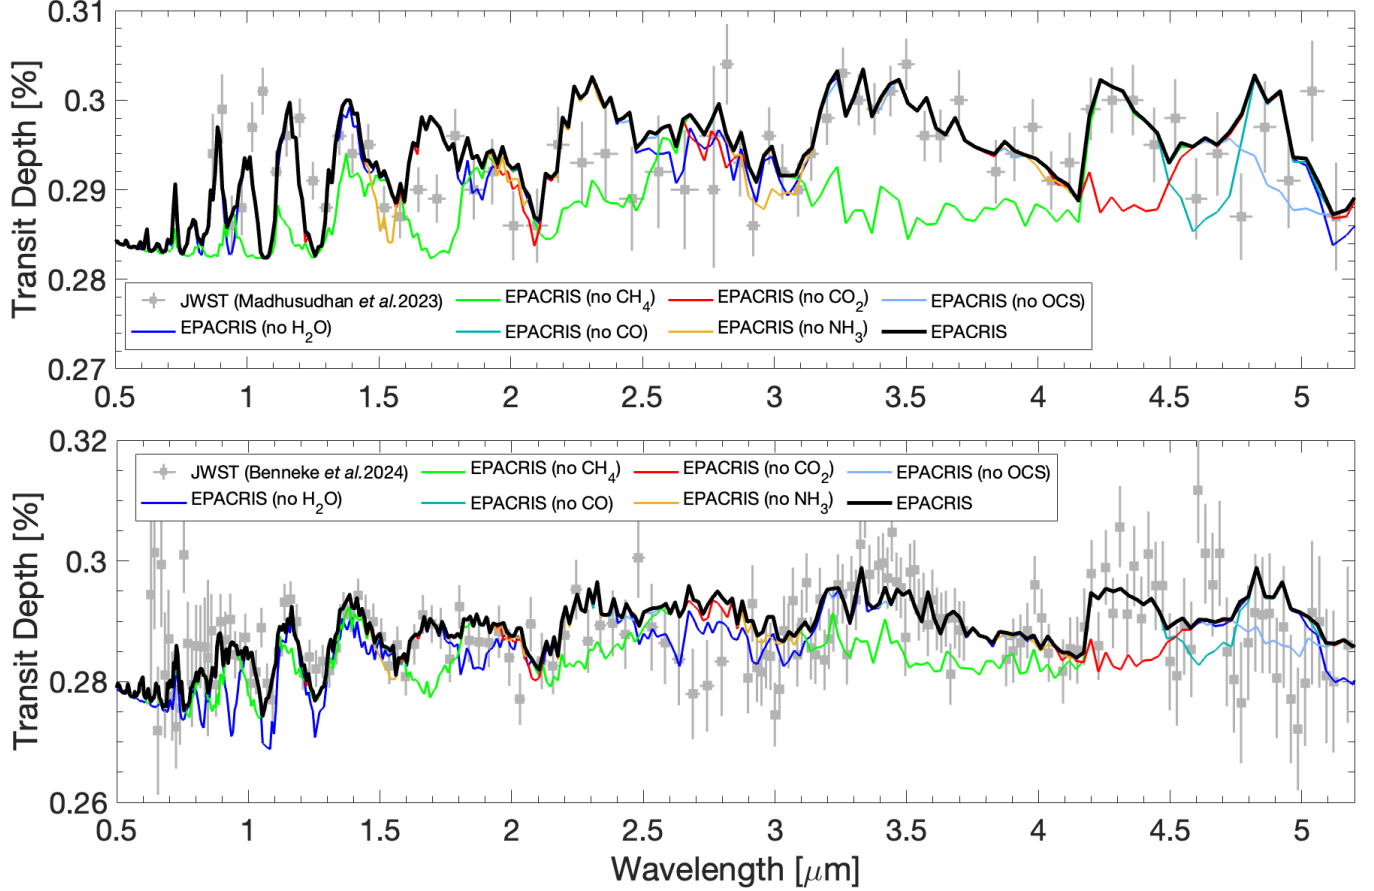 0.31
0.3
0.29
0.28
0.27
Transit Depth [%]
JWST (Madhusudhan et al.2023)
EPACRIS (no CH4)
EPACRIS (no CO2)
EPACRIS (no OCS)
EPACRIS (no H2O)
EPACRIS (no CO)
EPACRIS (no NH3)
EPACRIS
0.5 1 1.5 2 2.5 3 3.5 4 4.5 5
0.32
0.3
0.28
0.26
Transit Depth [%]
JWST (Benneke et al.2024)
EPACRIS (no CH4)
EPACRIS (no CO2)
EPACRIS (no OCS)
EPACRIS (no H2O)
EPACRIS (no CO)
EPACRIS (no NH3)
EPACRIS
0.5 1 1.5 2 2.5 3 3.5 4 4.5 5
Wavelength [μm]